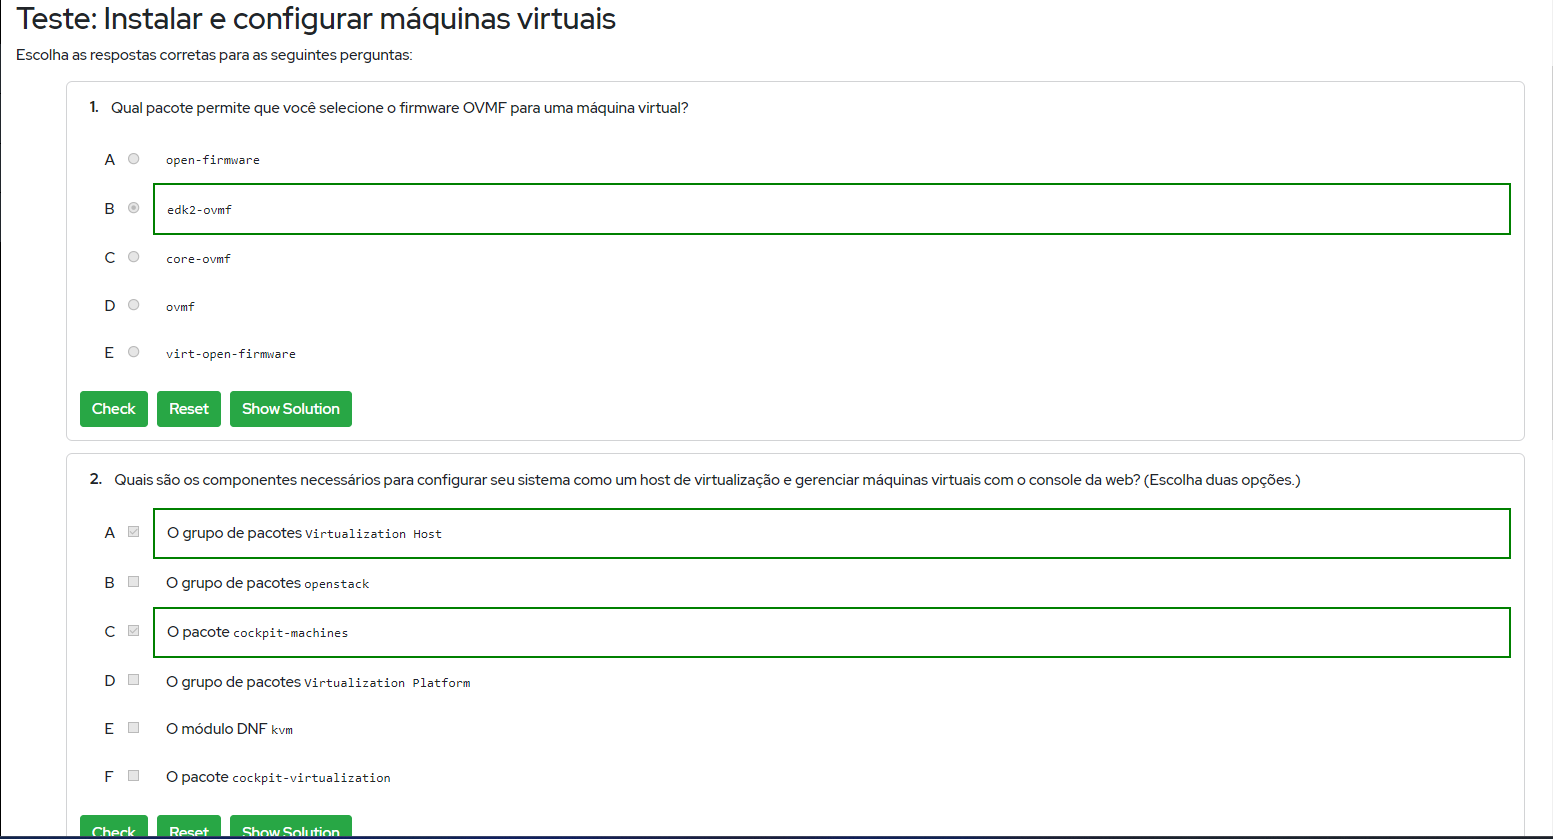 Teste: Instalar e configurar máquinas virtuais
Escolha as respostas corretas para as seguintes perguntas:
1. Qual pacote permite que você selecione o firmware OVMF para uma máquina virtual?
A open-firmware
B edk2-ovmf
C core-ovmf
D ovmf
E virt-open-firmware
Check Reset Show Solution
2. Quais são os componentes necessários para configurar seu sistema como um host de virtualização e gerenciar máquinas virtuais com o console da web? (Escolha duas opções.)
A O grupo de pacotes Virtualization Host
B O grupo de pacotes openstack
C O pacote cockpit-machines
D O grupo de pacotes Virtualization Platform
E O módulo DNF kvm
F O pacote cockpit-virtualization
Check Reset Show Solution